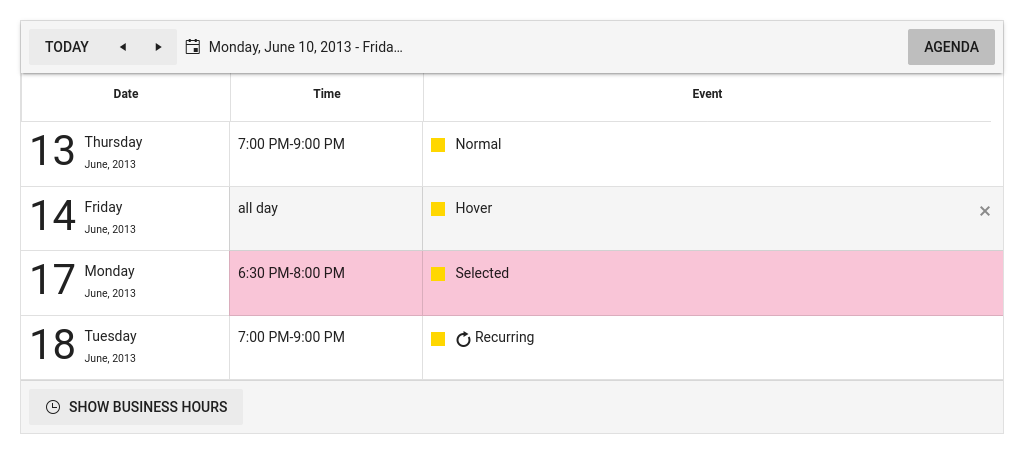 TODAY Monday, June 10, 2013 - Frida... AGENDA
Date Time Event
13 Thursday 7:00 PM-9:00 PM Normal
June, 2013
14 Friday all day Hover
June, 2013
17 Monday 6:30 PM-8:00 PM Selected
June, 2013
18 Tuesday 7:00 PM-9:00 PM Recurring
June, 2013
SHOW BUSINESS HOURS